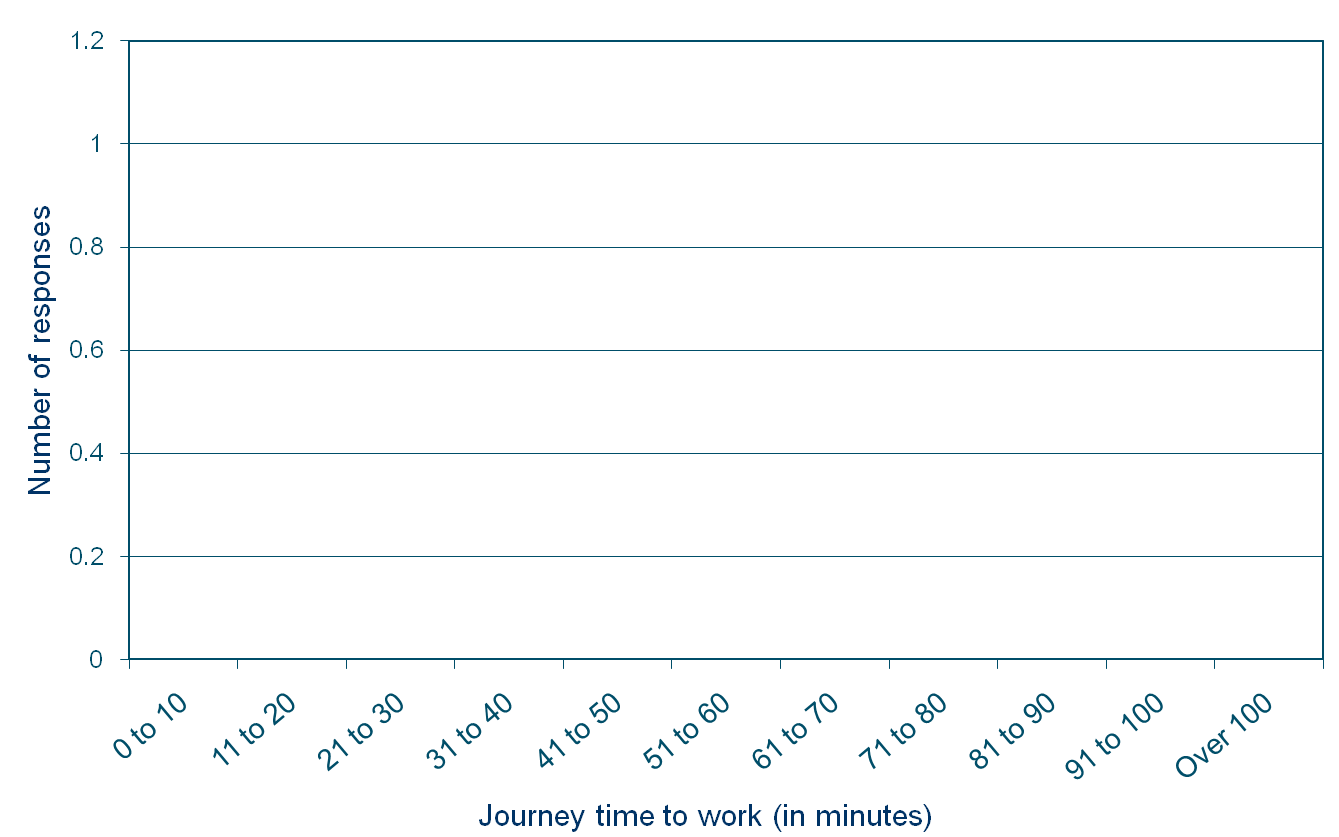 1.2
1
0.8
0.6
0.4
0.2
0
Number of responses
0 to 10
11 to 20
21 to 30
31 to 40
41 to 50
51 to 60
61 to 70
71 to 80
81 to 90
91 to 100
Over 100
Journey time to work (in minutes)